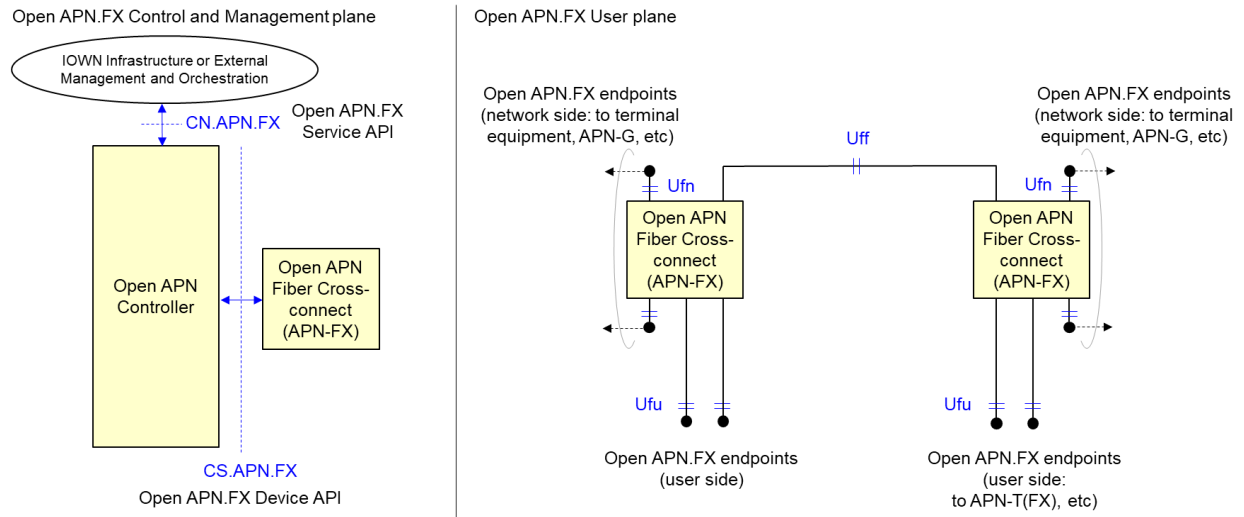 Open APN.FX Control and Management plane
IOWN Infrastructure or External
Management and Orchestration
CN.APN.FX
Open APN.FX
Service API
Open APN
Controller
Open APN
Fiber Cross-
connect
(APN-FX)
CS.APN.FX
Open APN.FX Device API
Open APN.FX User plane
Open APN.FX endpoints
(network side: to terminal
equipment, APN-G, etc)
Uff
Open APN.FX endpoints
(network side: to terminal
equipment, APN-G, etc)
Ufn
Open APN
Fiber Cross-
connect
(APN-FX)
Ufn
Open APN
Fiber Cross-
connect
(APN-FX)
Ufu
Ufu
Open APN.FX endpoints
(user side)
Open APN.FX endpoints
(user side:
to APN-T(FX), etc)